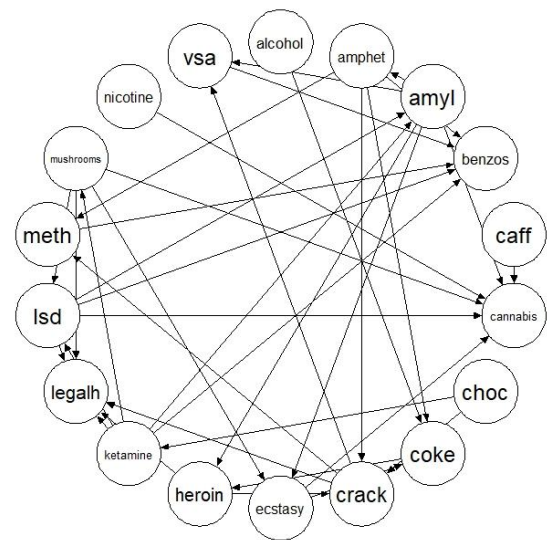 alcohol
vsa
amphet
nicotine
amyl
mushrooms
benzos
meth
caff
lsd
cannabis
legalh
choc
ketamine
coke
heroin
crack
ecstasy